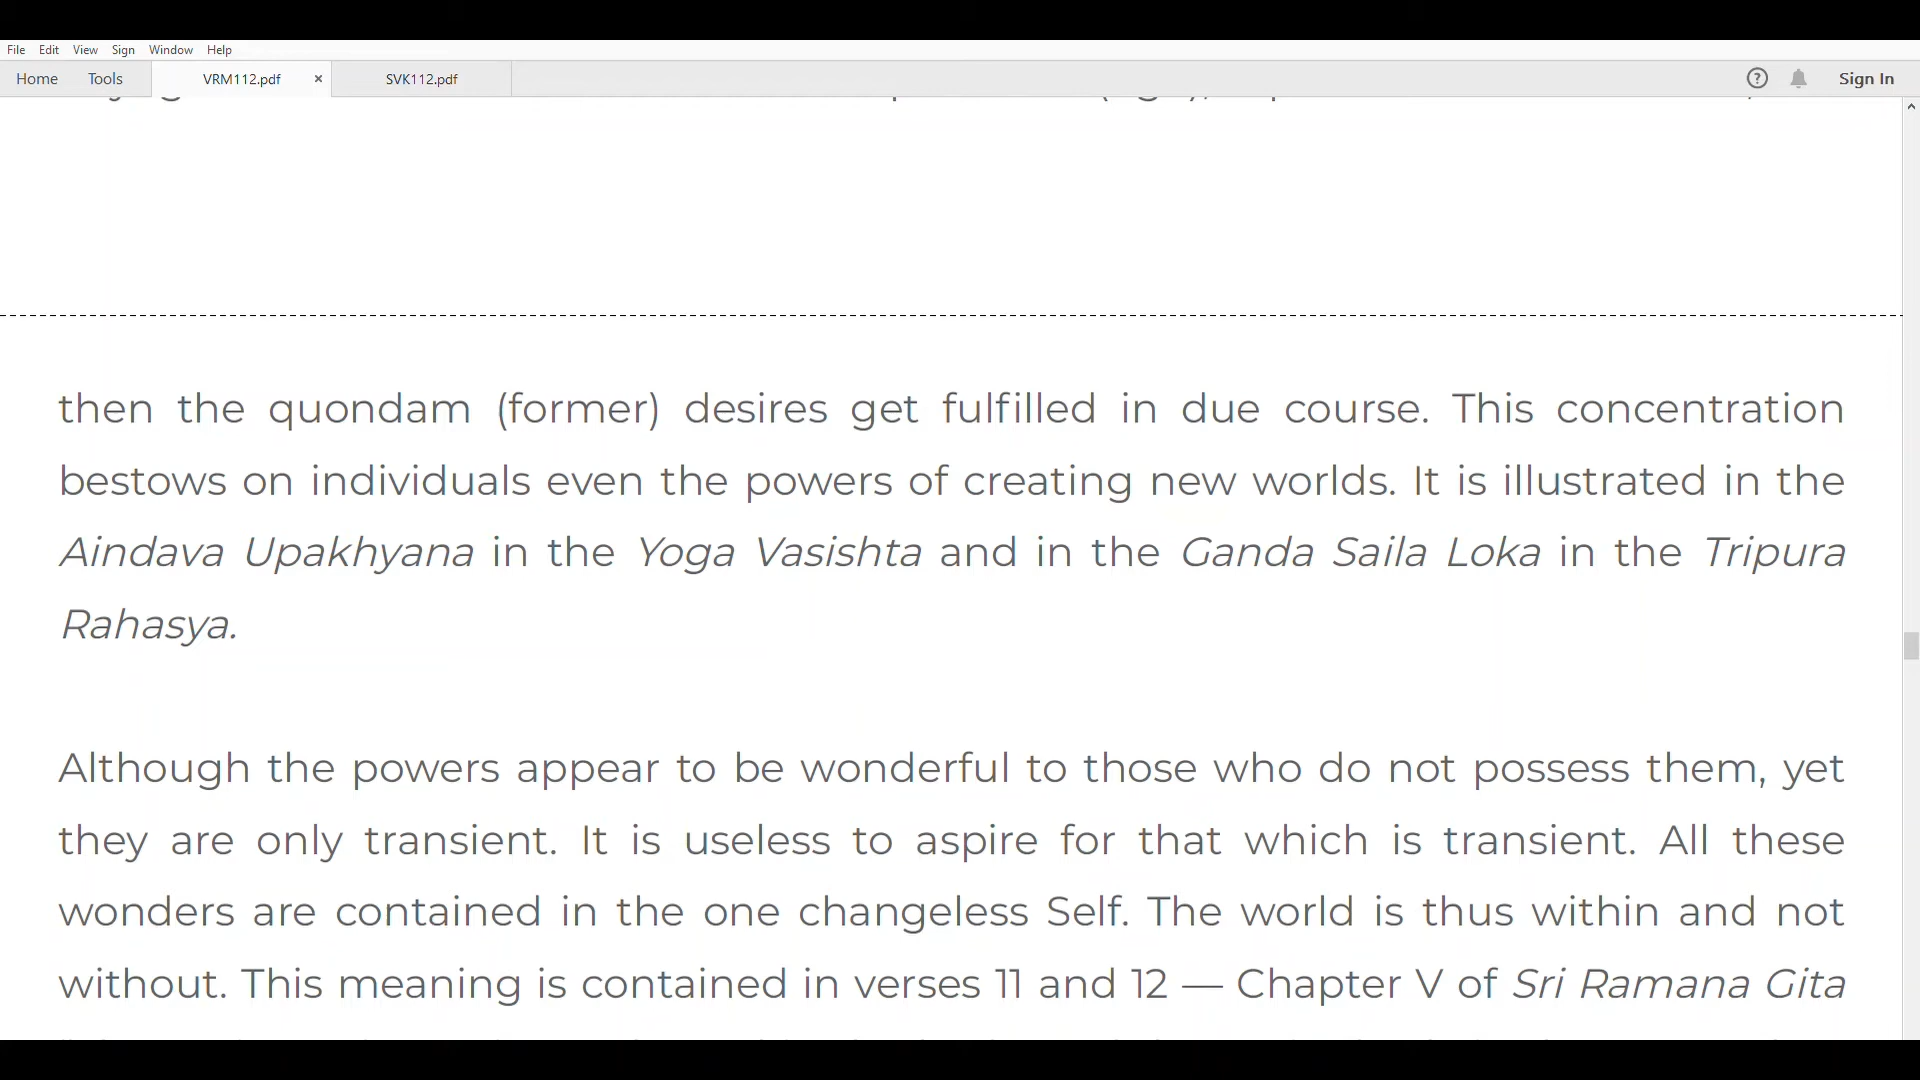 File Edit View Sign Window Help
Home Tools VRM112.pdf × SVK112.pdf ? Sign In
then the quondam (former) desires get fulfilled in due course. This concentration
bestows on individuals even the powers of creating new worlds. It is illustrated in the
Aindava Upakhyana in the Yoga Vasishta and in the Ganda Saila Loka in the Tripura
Rahasya.
Although the powers appear to be wonderful to those who do not possess them, yet
they are only transient. It is useless to aspire for that which is transient. All these
wonders are contained in the one changeless Self. The world is thus within and not
without. This meaning is contained in verses 11 and 12 — Chapter V of Sri Ramana Gita